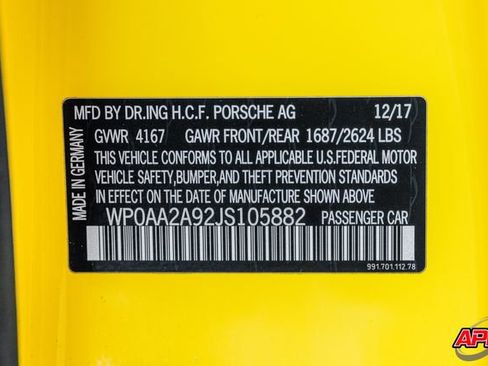 MFD BY DR.ING H.C.F. PORSCHE AG 12/17
GVWR 4167 GAWR FRONT/REAR 1687/2624 LBS
THIS VEHICLE CONFORMS TO ALL APPLICABLE U.S.FEDERAL MOTOR
VEHICLE SAFETY,BUMPER,AND THEFT PREVENTION STANDARDS
IN EFFECT ON THE DATE OF MANUFACTURE SHOWN ABOVE.
WP0AA2A92JS105882 PASSENGER CAR
991.701.112.78
MADE IN GERMANY